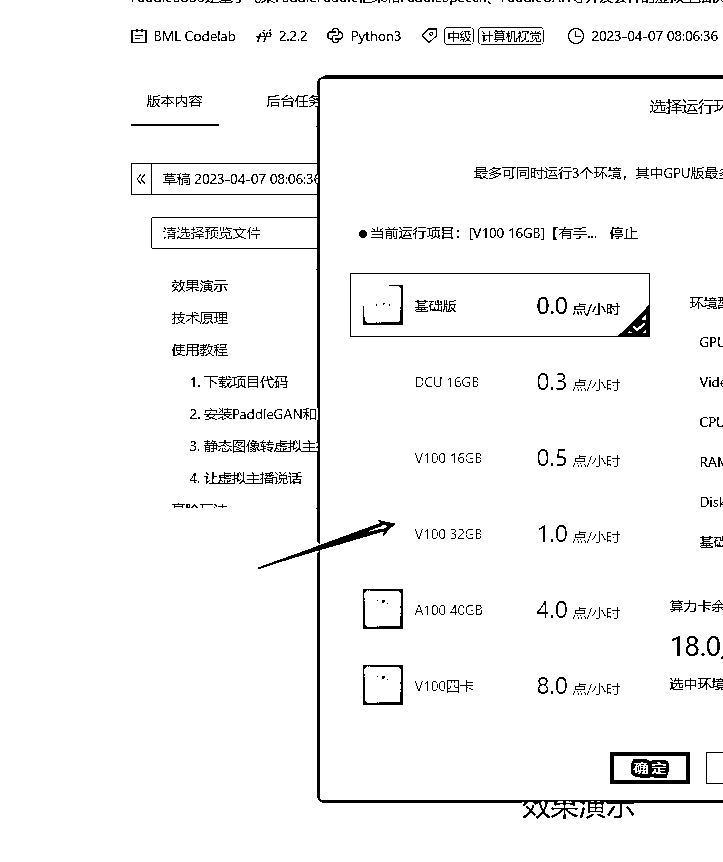 BML Codelab 2.2.2 Python3 中级 计算机视觉 2023-04-07 08:06:36
版本内容 后台任务
草稿 2023-04-07 08:06:36
请选择预览文件
效果演示
技术原理
使用教程
1. 下载项目代码
2. 安装PaddleGAN和
3. 静态图像转虚拟主
4. 让虚拟主播说话
选择运行环
最多可同时运行3个环境，其中GPU版最多
当前运行项目：[V100 16GB]【有手... 停止
基础版 0.0 点/小时
DCU 16GB 0.3 点/小时
V100 16GB 0.5 点/小时
V100 32GB 1.0 点/小时
A100 40GB 4.0 点/小时
V100四卡 8.0 点/小时
环境
GPU
Vide
CPU
RAM
Disk
基础
算力卡余
18.0
选中环境
确定
效果演示